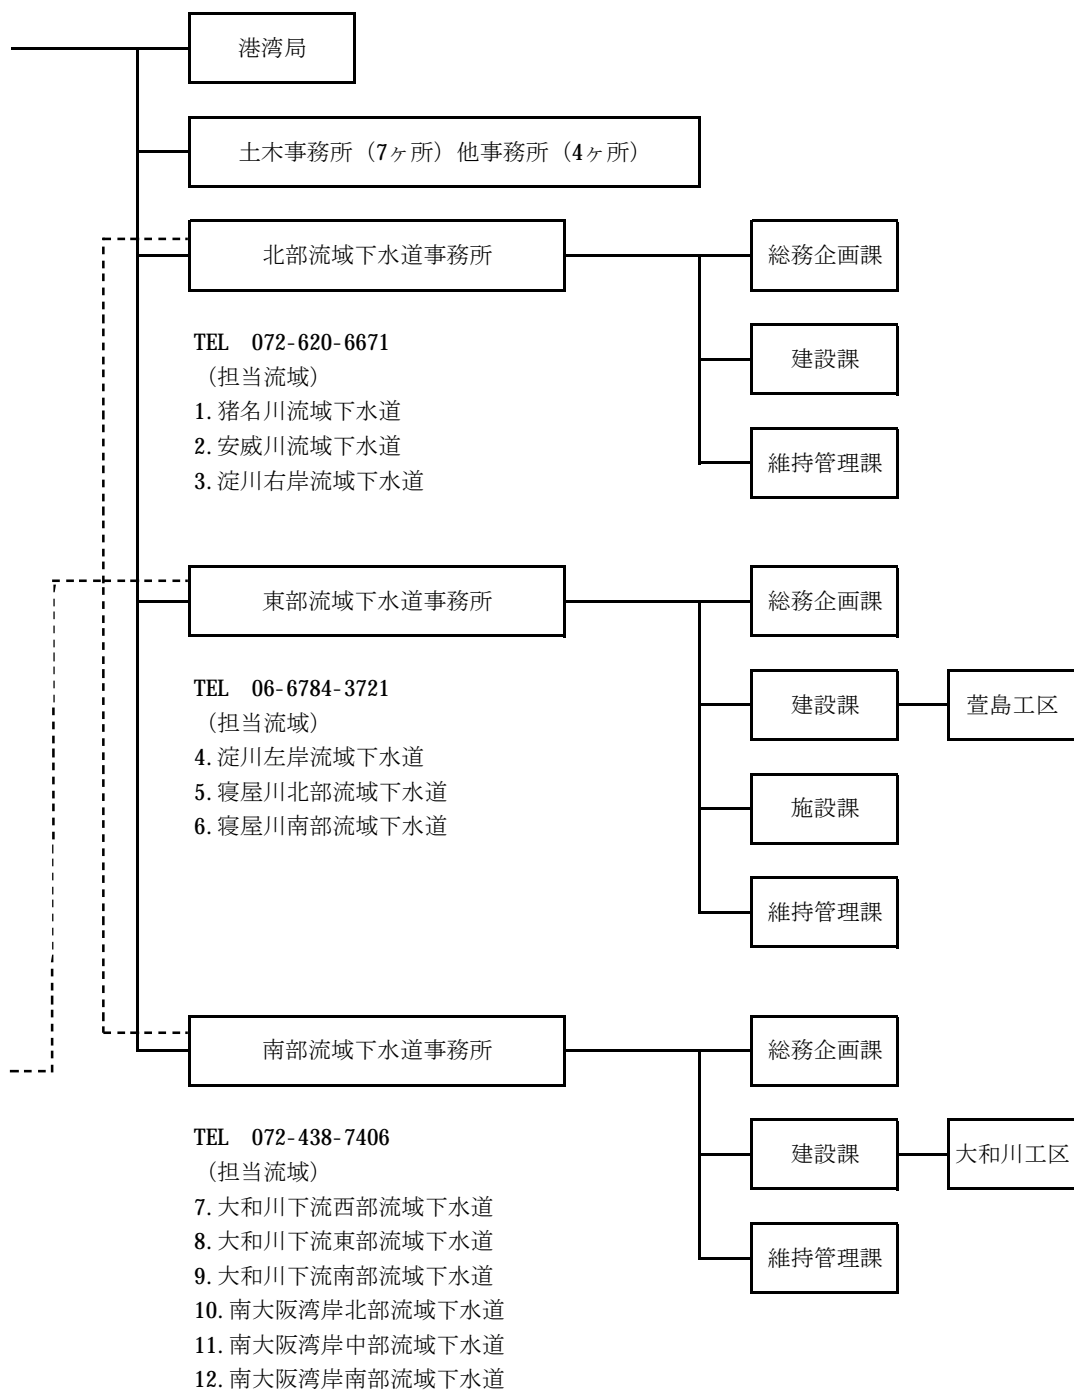 港湾局
土木事務所（7ヶ所）他事務所（4ヶ所）
北部流域下水道事務所
総務企画課
建設課
維持管理課
TEL　072-620-6671
（担当流域）
1. 猪名川流域下水道
2. 安威川流域下水道
3. 淀川右岸流域下水道
東部流域下水道事務所
総務企画課
建設課
萱島工区
施設課
維持管理課
TEL　06-6784-3721
（担当流域）
4. 淀川左岸流域下水道
5. 寝屋川北部流域下水道
6. 寝屋川南部流域下水道
南部流域下水道事務所
総務企画課
建設課
大和川工区
維持管理課
TEL　072-438-7406
（担当流域）
7. 大和川下流西部流域下水道
8. 大和川下流東部流域下水道
9. 大和川下流南部流域下水道
10. 南大阪湾岸北部流域下水道
11. 南大阪湾岸中部流域下水道
12. 南大阪湾岸南部流域下水道